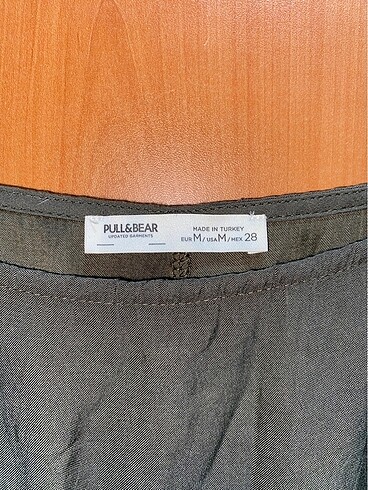 PULL&BEAR
UPDATED GARMENTS
MADE IN TURKEY
EUR M/USA M/MEX 28